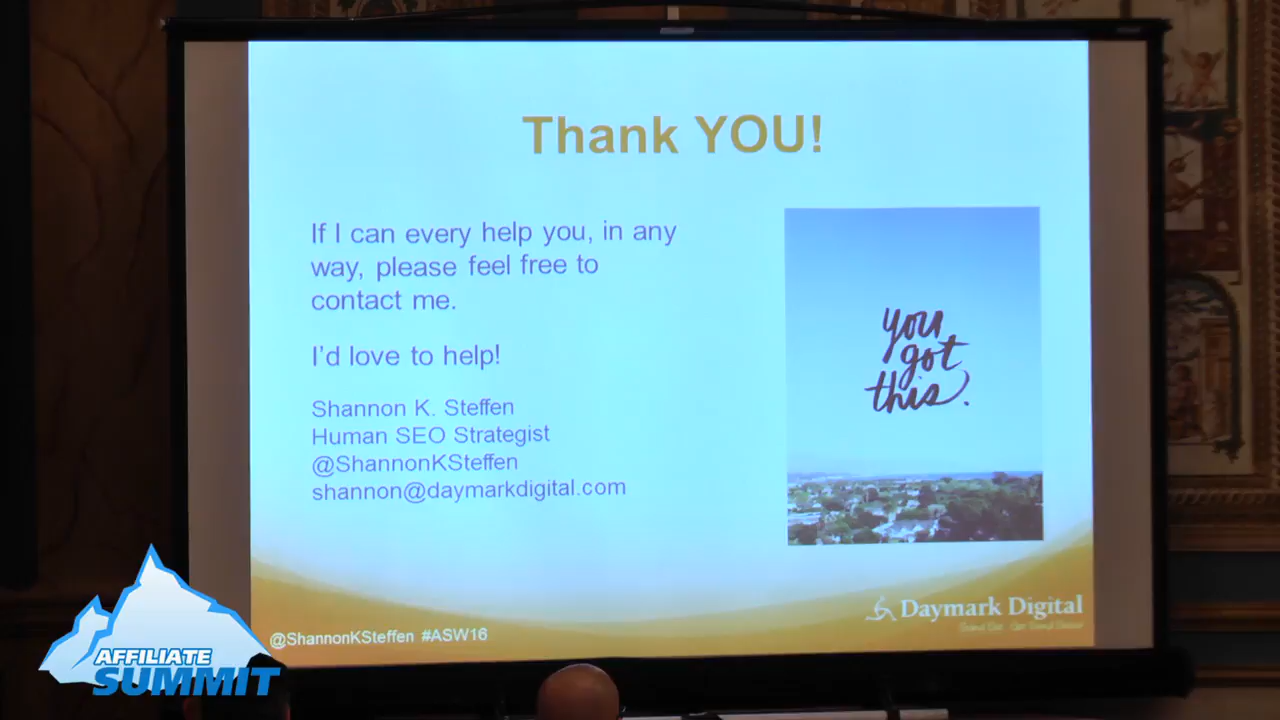 Thank YOU!
If I can every help you, in any
way, please feel free to
contact me.
I'd love to help!
Shannon K. Steffen
Human SEO Strategist
@ShannonKSteffen
shannon@daymarkdigital.com
you
got
this.
Daymark Digital
@ShannonKSteffen #ASW16
AFFILIATE
SUMMIT